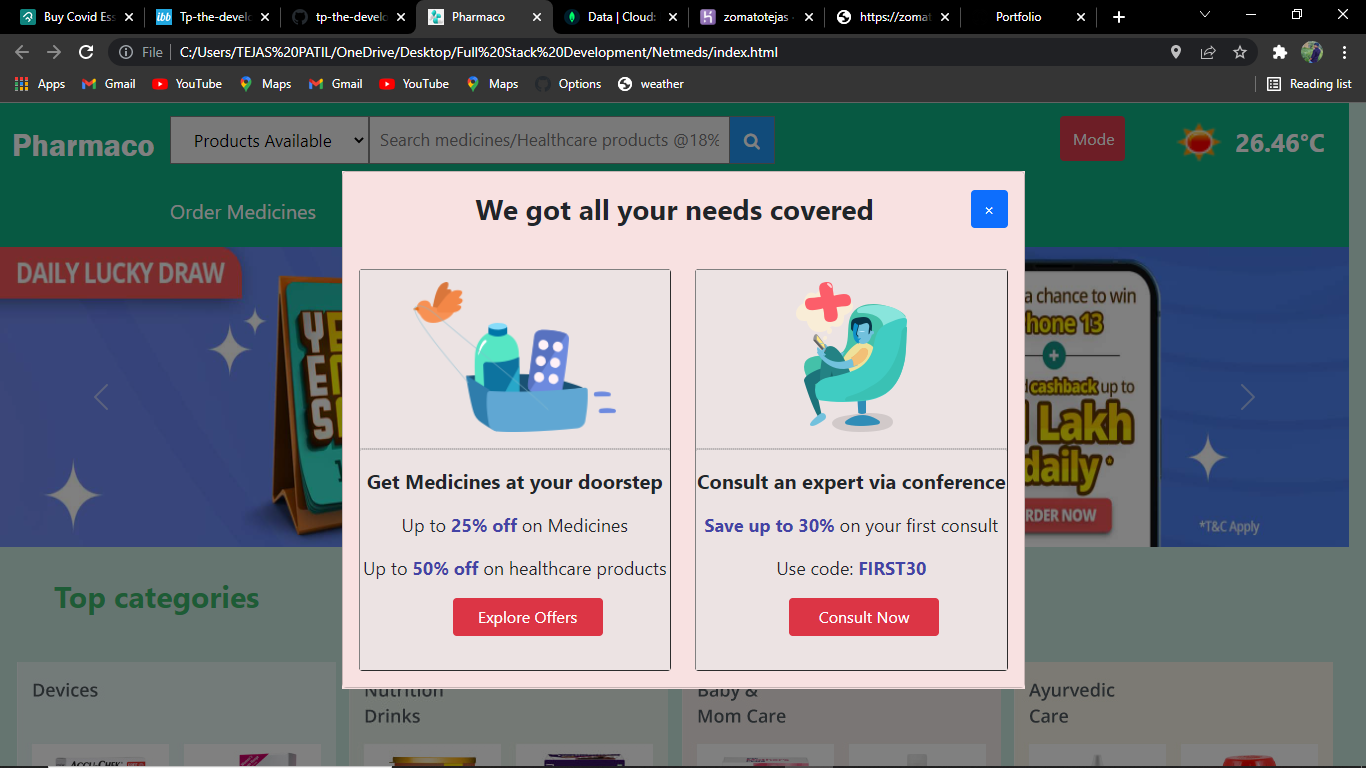 Buy Covid Ess
Tp-the-develo
tp-the-develo
Pharmaco
Data | Cloud:
zomatotejas
https://zomat
Portfolio
File
C:/Users/TEJAS%20PATIL/OneDrive/Desktop/Full%20Stack%20Development/Netmeds/index.html
Apps
Gmail
YouTube
Maps
Gmail
YouTube
Maps
Options
weather
Reading list
Pharmaco
Products Available
Search medicines/Healthcare products @18%
Mode
26.46°C
Order Medicines
We got all your needs covered
×
DAILY LUCKY DRAW
a chance to win
hone 13
cashback up to
Lakh
daily *
RDER NOW
*T&C Apply
Get Medicines at your doorstep
Up to 25% off on Medicines
Up to 50% off on healthcare products
Explore Offers
Consult an expert via conference
Save up to 30% on your first consult
Use code: FIRST30
Consult Now
Top categories
Devices
Nutrition
Drinks
Baby &
Mom Care
Ayurvedic
Care
ACCU-CHEK